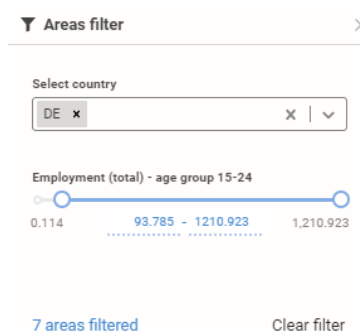 Areas filter
Select country
DE ×
Employment (total) - age group 15-24
0.114 93.785 - 1210.923 1,210.923
7 areas filtered Clear filter